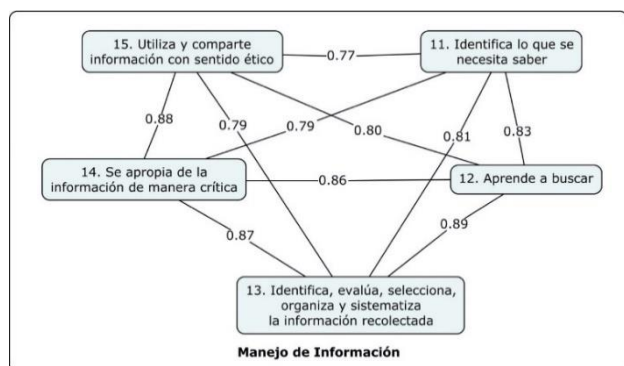 15. Utiliza y comparte
información con sentido ético
0.77
11. Identifica lo que se
necesita saber
0.88
0.79
0.79
0.80
0.81
0.83
14. Se apropia de la
información de manera crítica
0.86
12. Aprende a buscar
0.87
0.89
13. Identifica, evalúa, selecciona,
organiza y sistematiza
la información recolectada
Manejo de Información